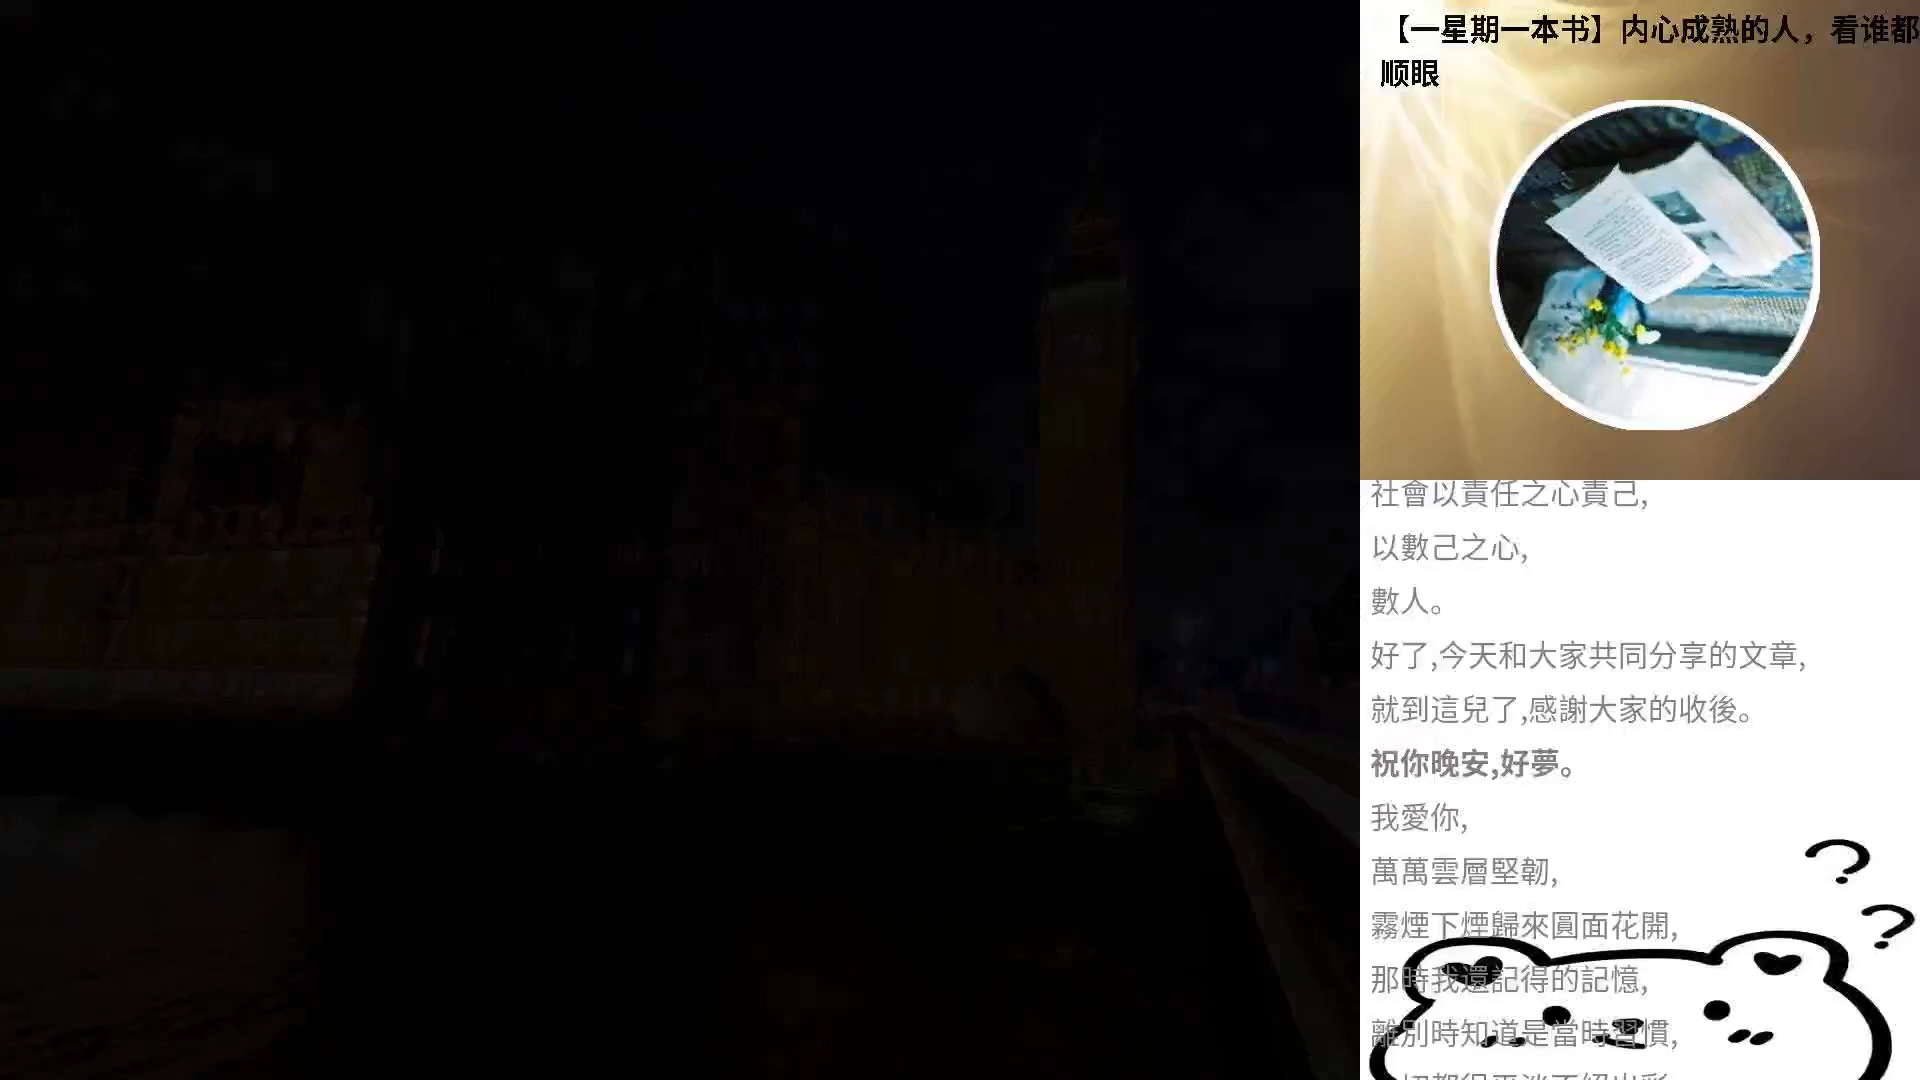 【一星期一本书】内心成熟的人，看谁都
顺眼
社會以責任之心責己,
以數己之心,
數人。
好了,今天和大家共同分享的文章,
就到這兒了,感謝大家的收後。
祝你晚安,好夢。
我愛你,
萬萬雲層堅韌,
霧煙下煙歸來圓面花開,
那時我還記得的記憶,
離別時知道是當時習慣,